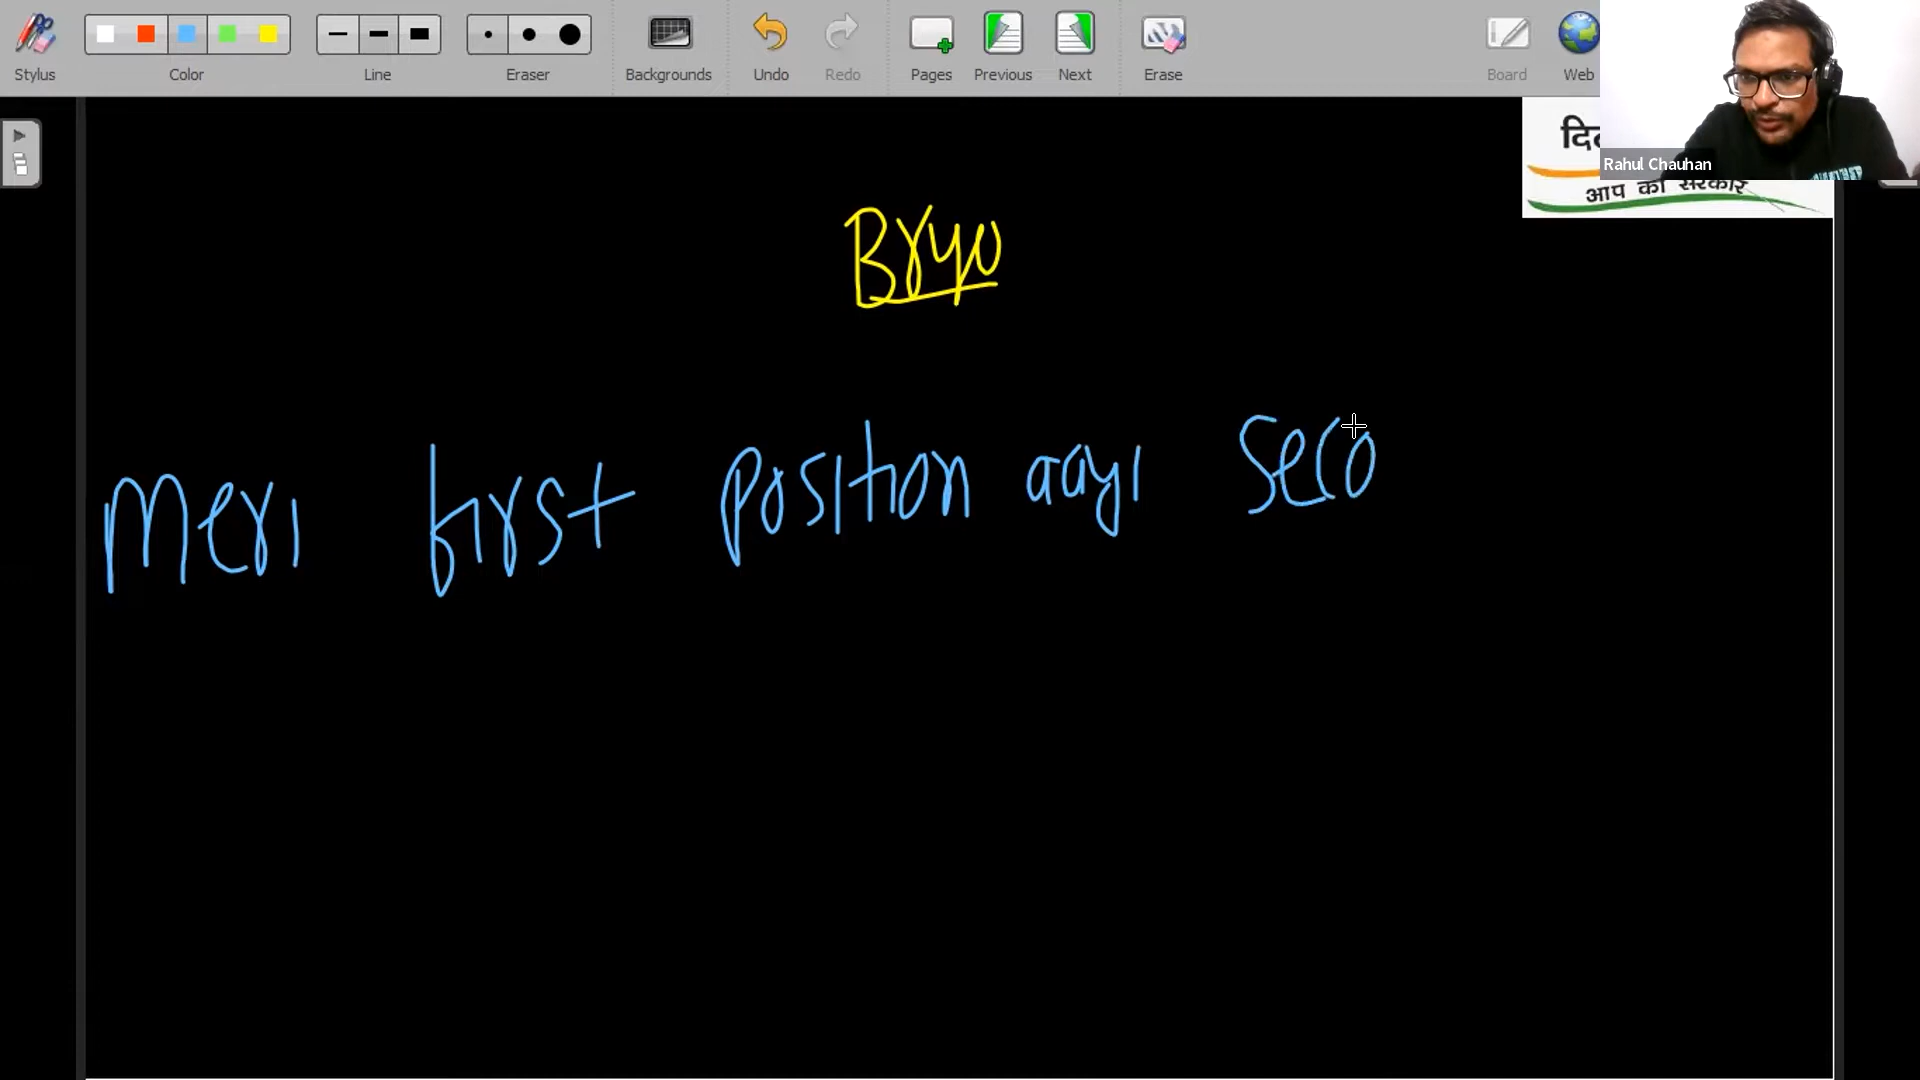 Stylus Color Line Eraser Backgrounds Undo Redo Pages Previous Next Erase Board Web
Rahul Chauhan
आप की सरकार
Bryo
Meri first position aayi Seco